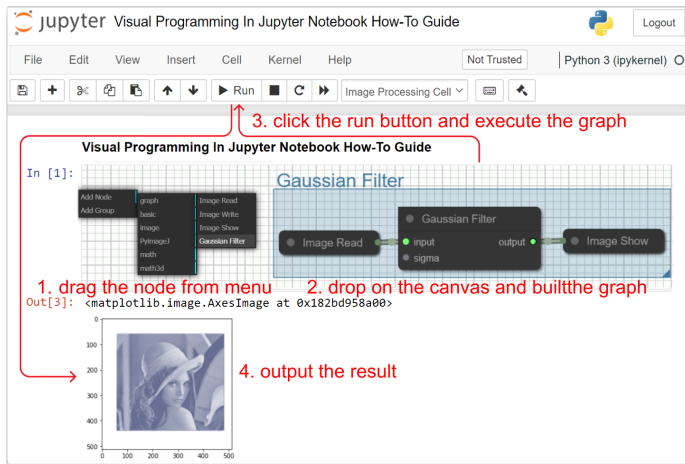 jupyter Visual Programming In Jupyter Notebook How-To Guide
Logout
File Edit View Insert Cell Kernel Help
Not Trusted
Python 3 (ipykernel)
Run
Image Processing Cell
3. click the run button and execute the graph
Visual Programming In Jupyter Notebook How-To Guide
In [1]:
Add Node
Add Group
graph
basic
image
PyimageJ
math
math3d
Image Read
Image Write
Image Show
Gaussian Filter
Gaussian Filter
Image Read
Gaussian Filter
input
output
sigma
Image Show
1. drag the node from menu
2. drop on the canvas and builtthe graph
Out[3]: <matplotlib.image.AxesImage at 0x182bd958a00>
4. output the result
0
100
200
300
400
500
0 100 200 300 400 500